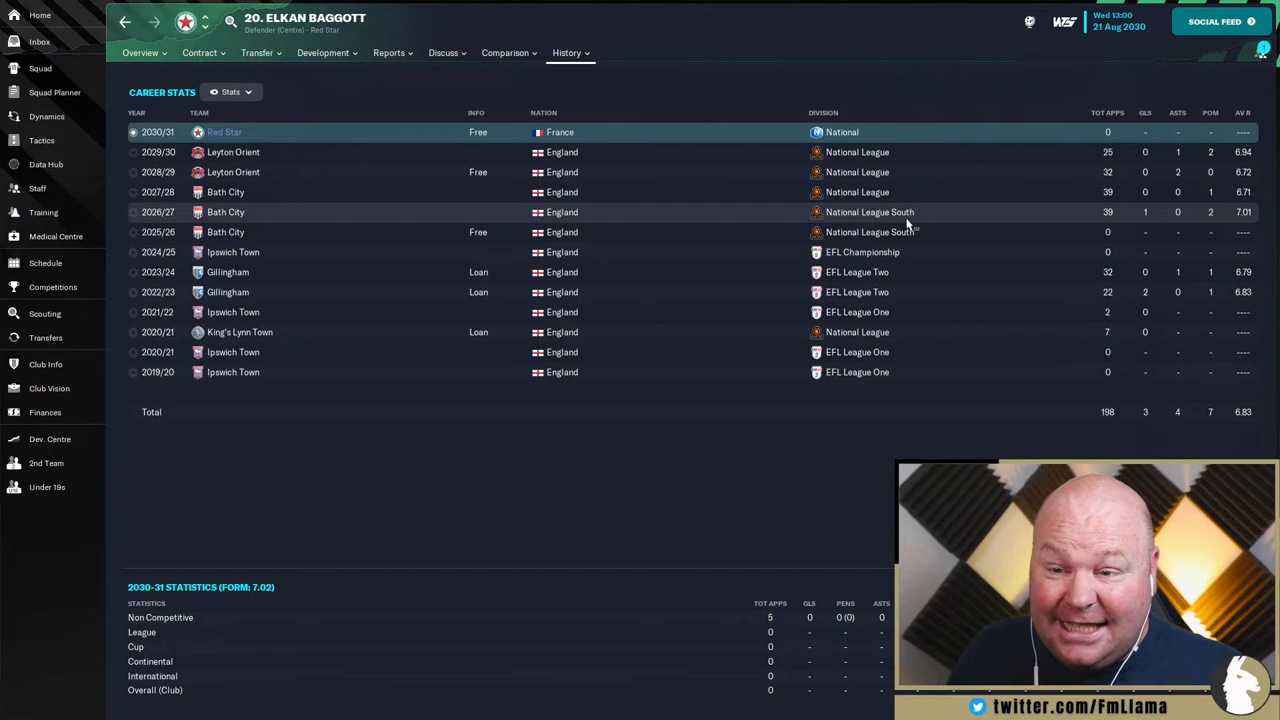 Home
Inbox
Squad
Squad Planner
Dynamics
Tactics
Data Hub
Staff
Training
Medical Centre
Schedule
Competitions
Scouting
Transfers
Club Info
Club Vision
Finances
Dev. Centre
2nd Team
Under 19s
20. ELKAN BAGGOTT
Defender (Centre) - Red Star
Wed 13:00
21 Aug 2030
SOCIAL FEED
1
Overview Contract Transfer Development Reports Discuss Comparison History
CAREER STATS Stats
YEAR TEAM INFO NATION DIVISION TOT APPS GLS ASTS POM AV R
2030/31 Red Star Free France National 0 - - - ----
2029/30 Leyton Orient England National League 25 0 1 2 6.94
2028/29 Leyton Orient Free England National League 32 0 2 0 6.72
2027/28 Bath City England National League 39 0 0 1 6.71
2026/27 Bath City England National League South 39 1 0 2 7.01
2025/26 Bath City Free England National League South 0 - - - ----
2024/25 Ipswich Town England EFL Championship 0 - - - ----
2023/24 Gillingham Loan England EFL League Two 32 0 1 1 6.79
2022/23 Gillingham Loan England EFL League Two 22 2 0 1 6.83
2021/22 Ipswich Town England EFL League One 2 0 - - ----
2020/21 King's Lynn Town Loan England National League 7 0 - - ----
2020/21 Ipswich Town England EFL League One 0 - - - ----
2019/20 Ipswich Town England EFL League One 0 - - - ----
Total 198 3 4 7 6.83
2030-31 STATISTICS (FORM: 7.02)
STATISTICS TOT APPS GLS PENS ASTS
Non Competitive 5 0 0 (0) 0
League 0 - - -
Cup 0 - - -
Continental 0 - - -
International 0 - - -
Overall (Club) 0 - - -
twitter.com/FmLlama